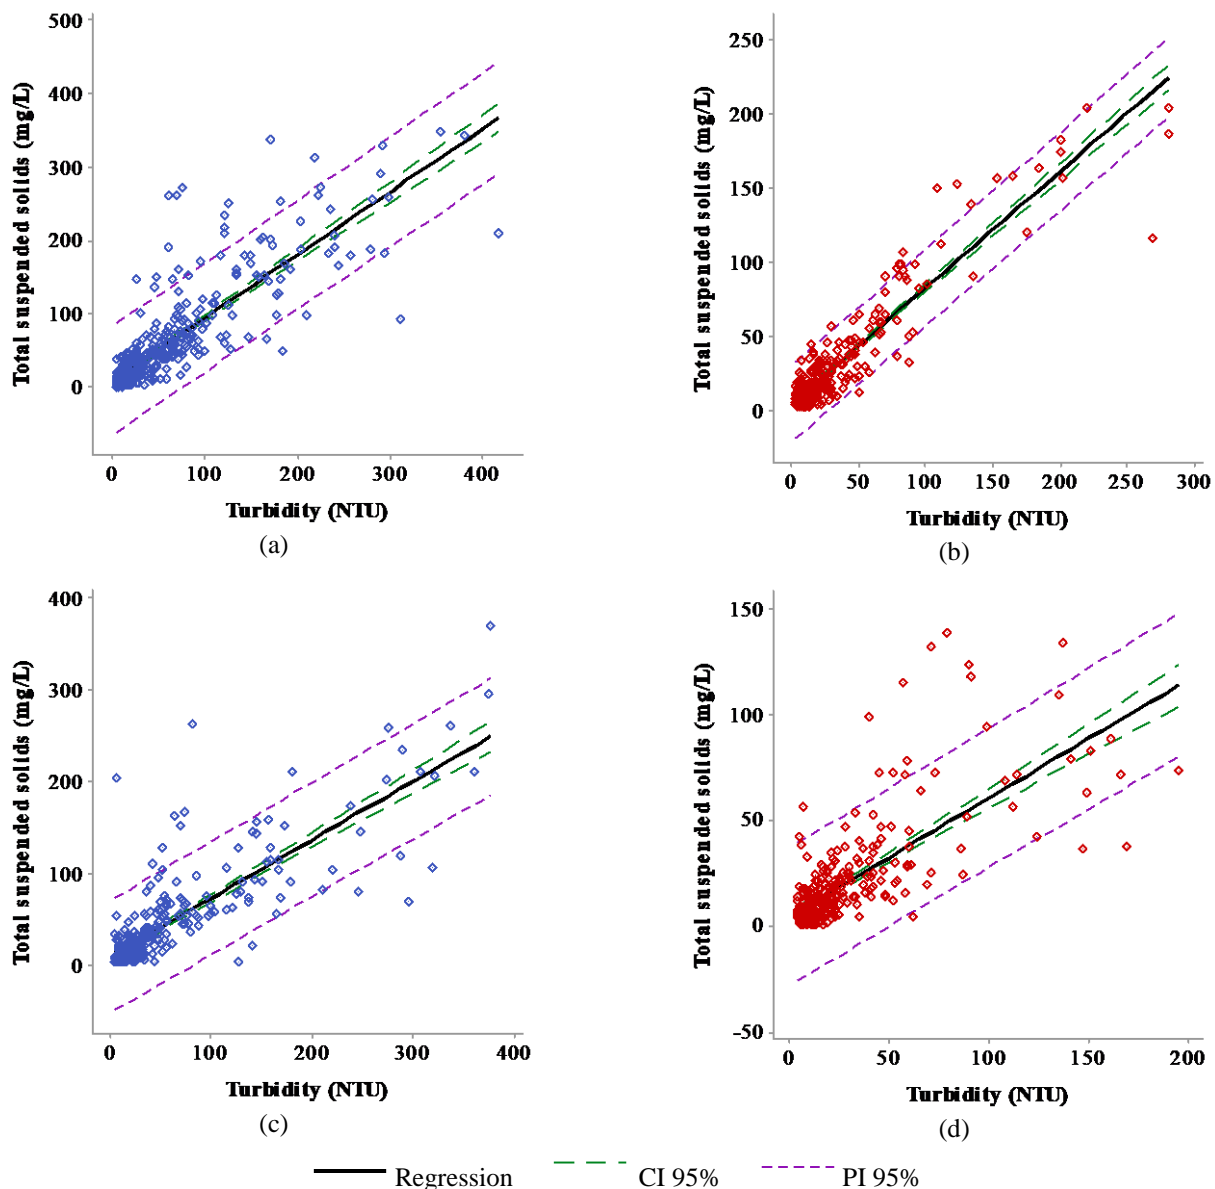 500
400
300
200
100
0
Total suspended solids (mg/L)
0 100 200 300 400
Turbidity (NTU)
(a)
250
200
150
100
50
0
Total suspended solids (mg/L)
0 50 100 150 200 250 300
Turbidity (NTU)
(b)
400
300
200
100
0
Total suspended solids (mg/L)
0 100 200 300 400
Turbidity (NTU)
(c)
150
100
50
0
-50
Total suspended solids (mg/L)
0 50 100 150 200
Turbidity (NTU)
(d)
Regression CI 95% PI 95%